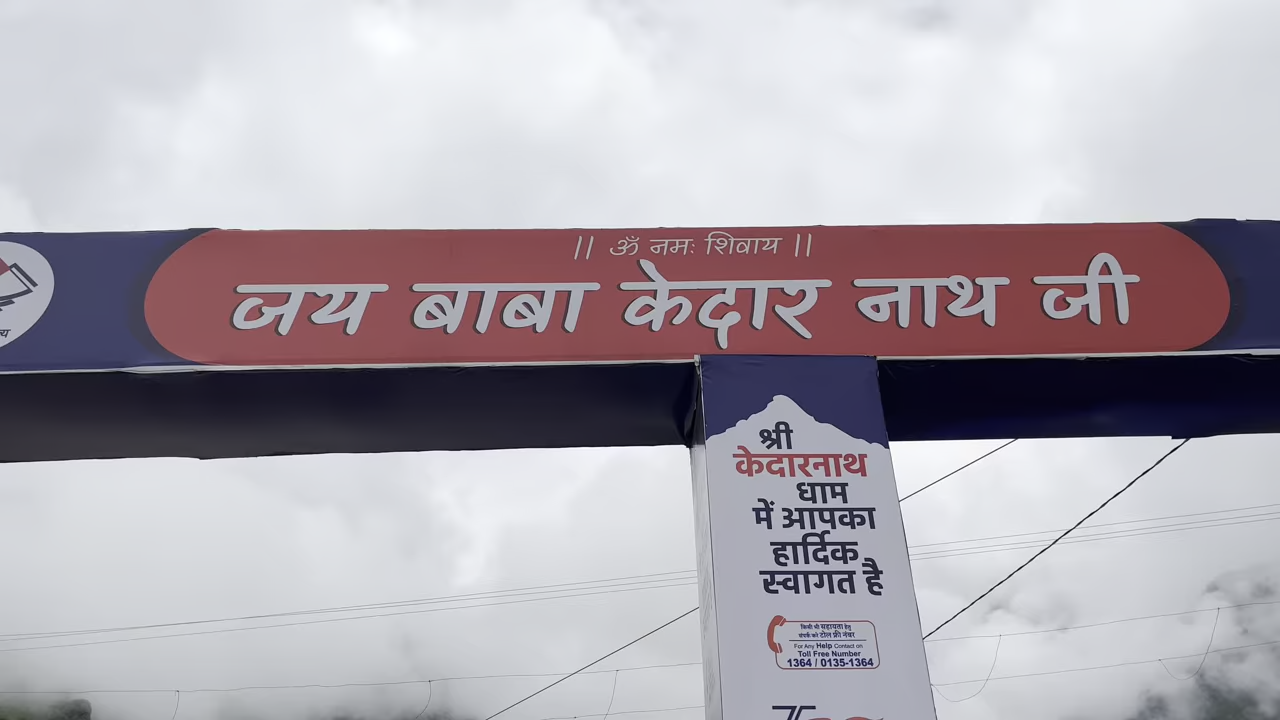 || ॐ नमः शिवाय ||
जय बाबा केदार नाथ जी
श्री
केदारनाथ
धाम
में आपका
हार्दिक
स्वागत है
किसी भी सहायता हेतु
संपर्क करें टोल फ्री नंबर
For Any Help Contact on
Toll Free Number
1364 / 0135-1364